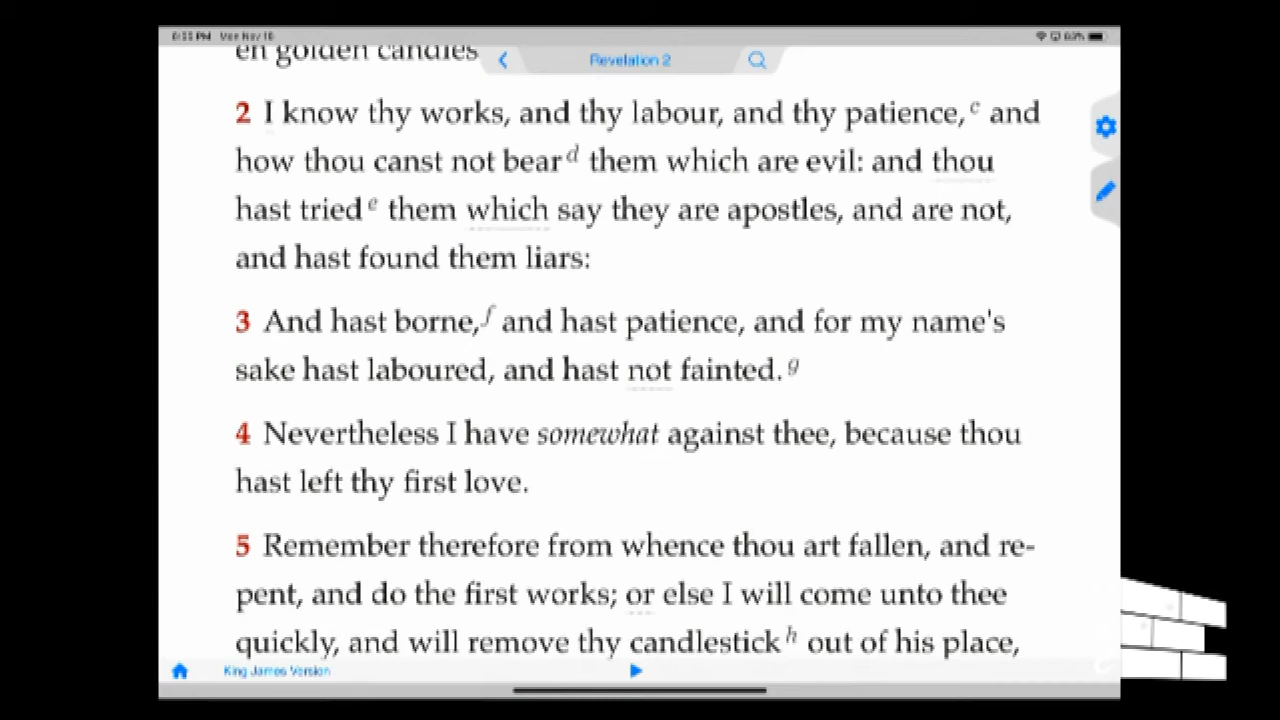 Mon Nov 16
60%
en golden candles
Revelation 2
2 I know thy works, and thy labour, and thy patience, c and
how thou canst not bear d them which are evil: and thou
hast tried e them which say they are apostles, and are not,
and hast found them liars:
3 And hast borne, f and hast patience, and for my name's
sake hast laboured, and hast not fainted. g
4 Nevertheless I have somewhat against thee, because thou
hast left thy first love.
5 Remember therefore from whence thou art fallen, and re-
pent, and do the first works; or else I will come unto thee
quickly, and will remove thy candlestick h out of his place,
King James Version